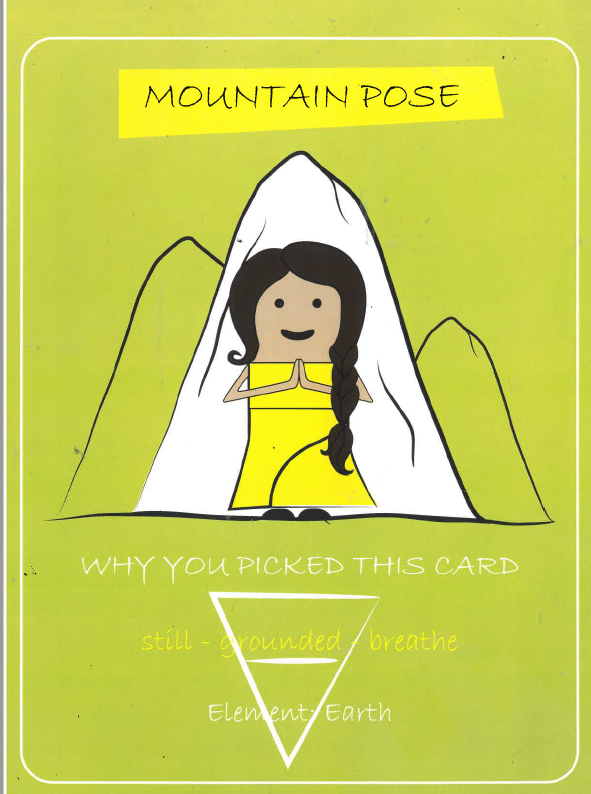 MOUNTAIN POSE
WHY YOU PICKED THIS CARD
still - grounded - breathe
Element: Earth